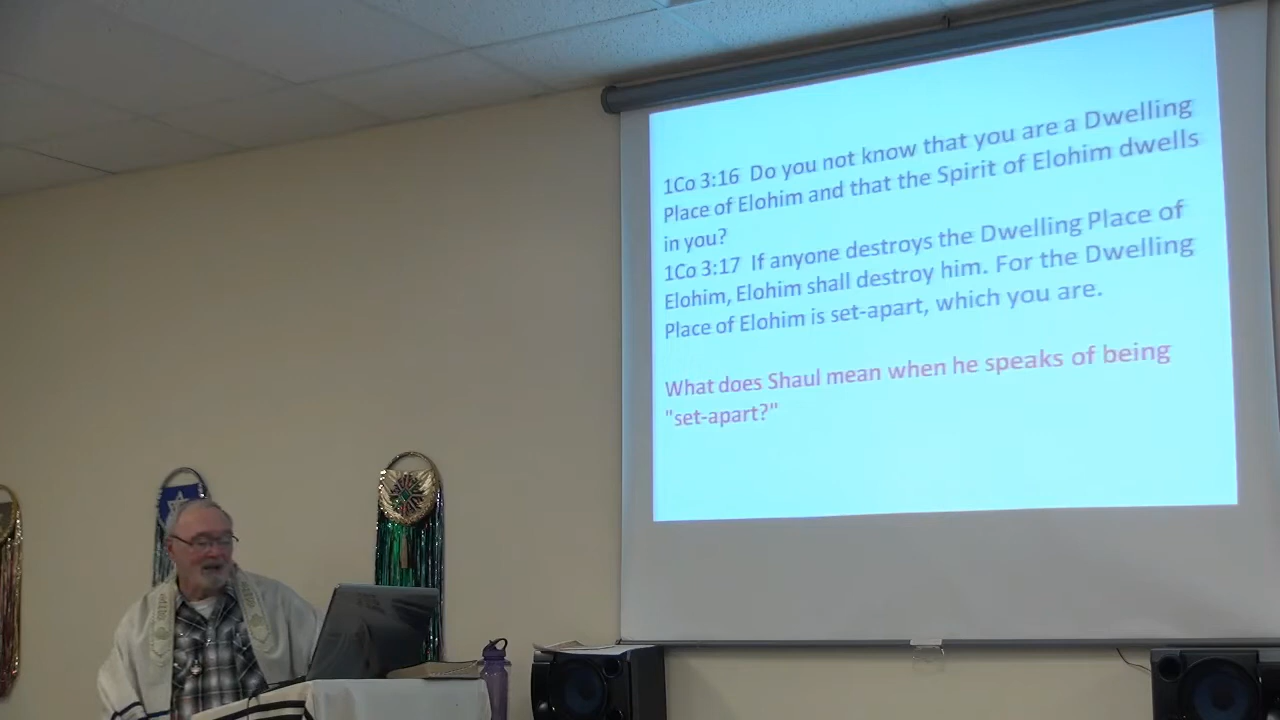 1Co 3:16 Do you not know that you are a Dwelling
Place of Elohim and that the Spirit of Elohim dwells
in you?
1Co 3:17 If anyone destroys the Dwelling Place of
Elohim, Elohim shall destroy him. For the Dwelling
Place of Elohim is set-apart, which you are.
What does Shaul mean when he speaks of being
"set-apart?"